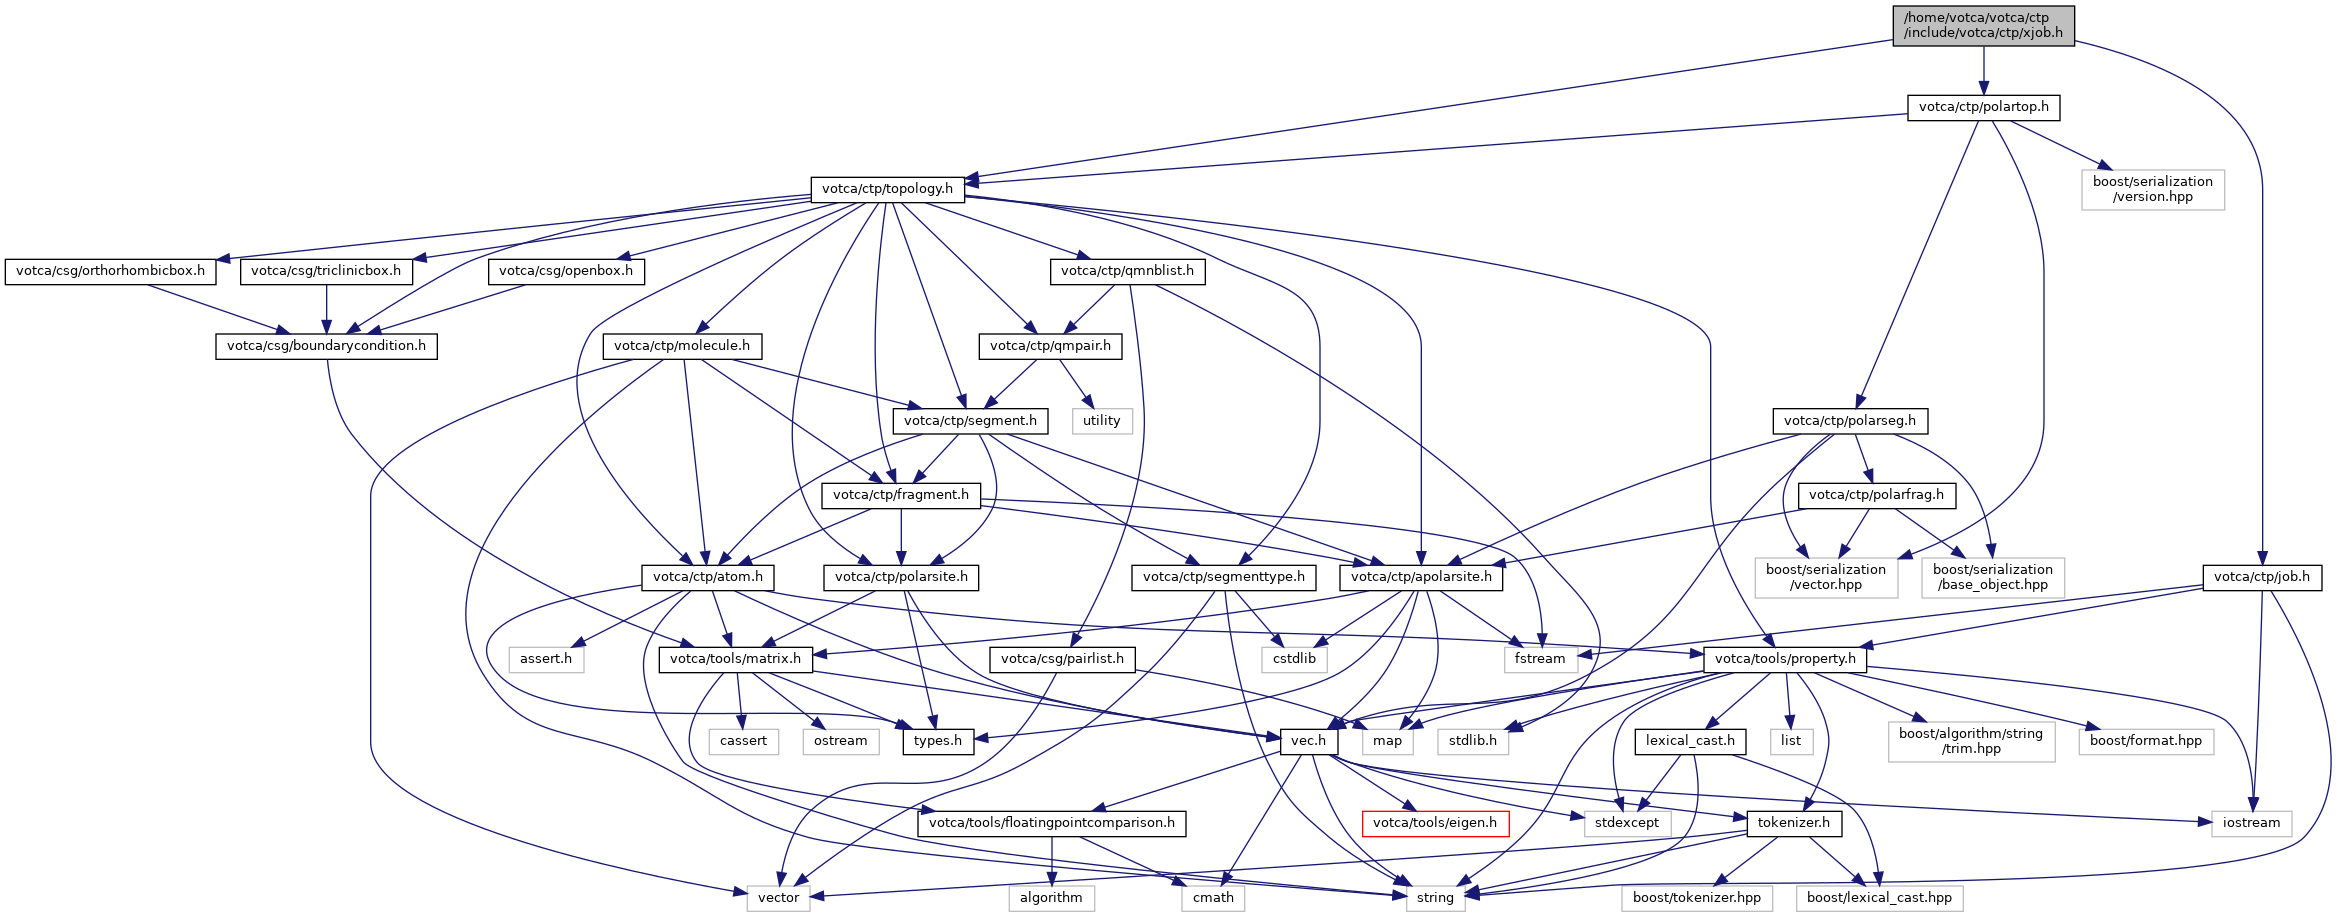 /home/votca/votca/ctp
/include/votca/ctp/xjob.h
votca/ctp/polartop.h
votca/ctp/topology.h
boost/serialization
/version.hpp
votca/csg/orthorhombicbox.h
votca/csg/triclinicbox.h
votca/csg/openbox.h
votca/ctp/qmnblist.h
votca/csg/boundarycondition.h
votca/ctp/molecule.h
votca/ctp/qmpair.h
votca/ctp/segment.h
utility
votca/ctp/polarseg.h
votca/ctp/fragment.h
votca/ctp/polarfrag.h
votca/ctp/atom.h
votca/ctp/polarsite.h
votca/ctp/segmenttype.h
votca/ctp/apolarsite.h
boost/serialization
/vector.hpp
boost/serialization
/base_object.hpp
votca/ctp/job.h
assert.h
votca/tools/matrix.h
votca/csg/pairlist.h
cstdlib
fstream
votca/tools/property.h
cassert
ostream
types.h
vec.h
map
stdlib.h
lexical_cast.h
list
boost/algorithm/string
/trim.hpp
boost/format.hpp
votca/tools/floatingpointcomparison.h
votca/tools/eigen.h
stdexcept
tokenizer.h
iostream
vector
algorithm
cmath
string
boost/tokenizer.hpp
boost/lexical_cast.hpp